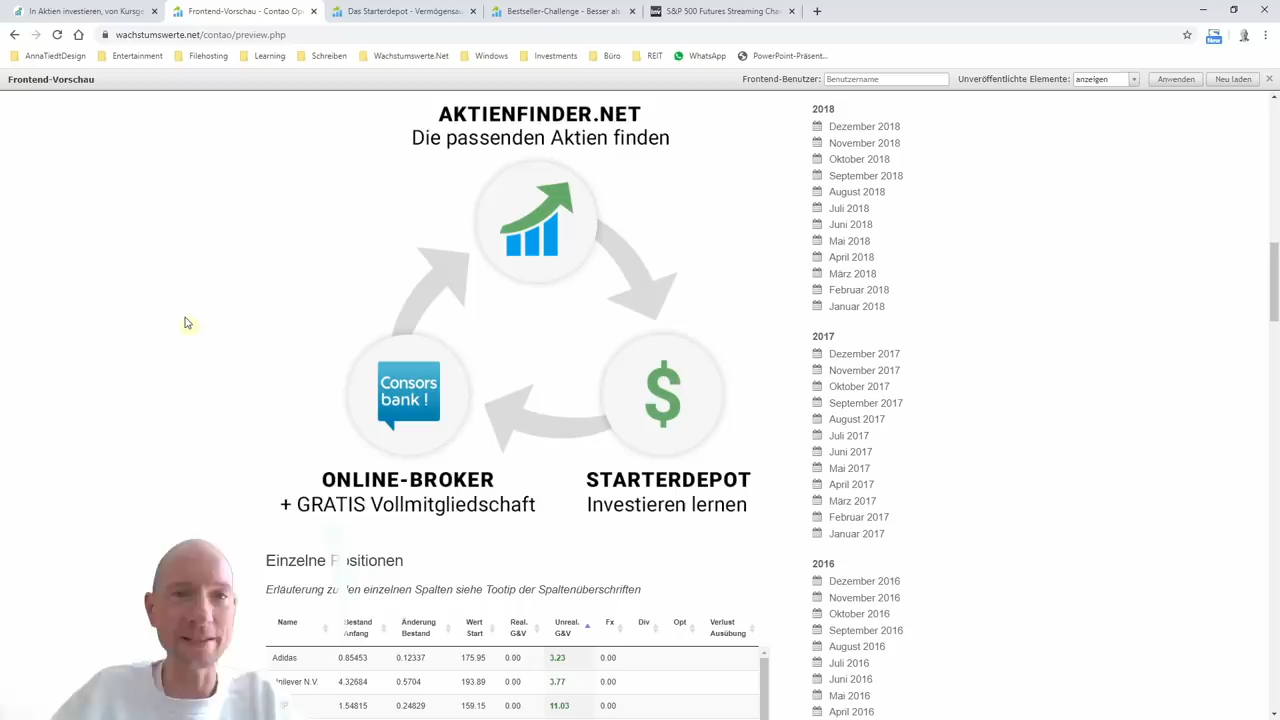 In Aktien investieren, von Kursge
Frontend-Vorschau - Contao Op
Das Starterdepot - Vermögensau
Bestseller-Challenge - Besser als
S&P 500 Futures Streaming Cha
wachstumswerte.net/contao/preview.php
New
AnnaTiedtDesign
Entertainment
Filehosting
Learning
Schreiben
Wachstumswerte.Net
Windows
Investments
Büro
REIT
WhatsApp
PowerPoint-Präsent...
Frontend-Vorschau
Frontend-Benutzer: Benutzername
Unveröffentlichte Elemente: anzeigen
Anwenden
Neu laden
AKTIENFINDER.NET
Die passenden Aktien finden
Consors
bank!
$
ONLINE-BROKER
+ GRATIS Vollmitgliedschaft
STARTERDEPOT
Investieren lernen
Einzelne Positionen
Erläuterung zu den einzelnen Spalten siehe Tootip der Spaltenüberschriften
Name Bestand Anfang Änderung Bestand Wert Start Real. G&V Unreal. G&V Fx Div Opt Verlust Ausübung
Adidas 0.85453 0.12337 175.95 0.00 3.23 0.00
nilever N.V. 4.32684 0.5704 193.89 0.00 3.77 0.00
1.54815 0.24829 159.15 0.00 11.03 0.00
2018
Dezember 2018
November 2018
Oktober 2018
September 2018
August 2018
Juli 2018
Juni 2018
Mai 2018
April 2018
März 2018
Februar 2018
Januar 2018
2017
Dezember 2017
November 2017
Oktober 2017
September 2017
August 2017
Juli 2017
Juni 2017
Mai 2017
April 2017
März 2017
Februar 2017
Januar 2017
2016
Dezember 2016
November 2016
Oktober 2016
September 2016
August 2016
Juli 2016
Juni 2016
Mai 2016
April 2016